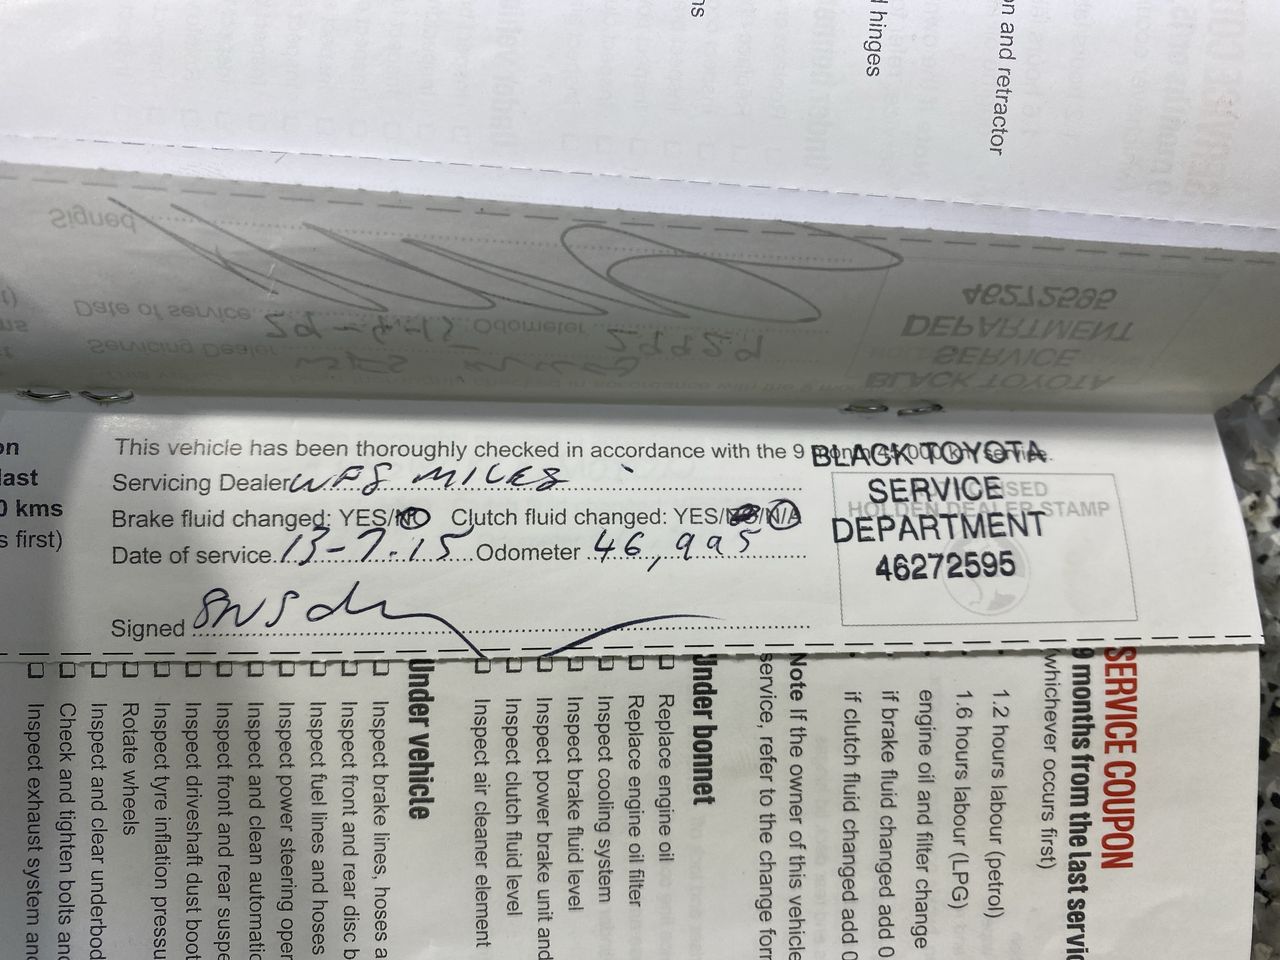 ns
l hinges
on and retractor
Signed
Date of service Odometer 29929
Servicing Dealer
46272595
DEPARTMENT
SERVICE
BLACK TOYOTA
on
last
0 kms
s first)
This vehicle has been thoroughly checked in accordance with the 9 month/45,000 km service.
Servicing Dealer WES MILES
Brake fluid changed: YES/NO Clutch fluid changed: YES/NO/N/A
Date of service 13-7-15 Odometer 46,995
Signed
BLACK TOYOTA
SERVICE
DEPARTMENT
46272595
HOLDEN DEALER STAMP
SERVICE COUPON
9 months from the last servic
(whichever occurs first)
1.2 hours labour (petrol)
1.6 hours labour (LPG)
engine oil and filter change
if brake fluid changed add 0
if clutch fluid changed add 0
Note If the owner of this vehicle
service, refer to the change form
Under bonnet
Replace engine oil
Replace engine oil filter
Inspect cooling system
Inspect brake fluid level
Inspect power brake unit and
Inspect clutch fluid level
Inspect air cleaner element
Under vehicle
Inspect brake lines, hoses a
Inspect front and rear disc b
Inspect fuel lines and hoses
Inspect power steering oper
Inspect and clean automatic
Inspect front and rear suspe
Inspect driveshaft dust boot
Inspect tyre inflation pressu
Rotate wheels
Inspect and clear underbod
Check and tighten bolts and
Inspect exhaust system and